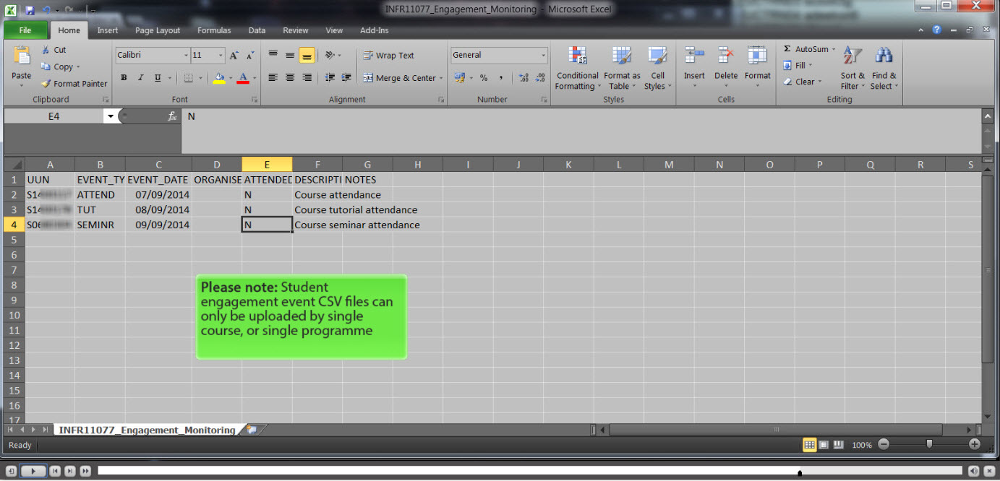 INFR11077_Engagement_Monitoring - Microsoft Excel
File Home Insert Page Layout Formulas Data Review View Add-Ins
Paste
Cut
Copy
Format Painter
Clipboard
Calibri 11
B I U
Font
Wrap Text
Merge & Center
Alignment
General
%
Number
Conditional Formatting
Format as Table
Cell Styles
Styles
Insert Delete Format
Cells
Σ AutoSum
Fill
Clear
Sort & Filter
Find & Select
Editing
E4 fx N
A B C D E F G H I J K L M N O P Q R S
1 UUN EVENT_TY EVENT_DATE ORGANISE ATTENDED DESCRIPTI NOTES
2 S14 ATTEND 07/09/2014 N Course attendance
3 S14 TUT 08/09/2014 N Course tutorial attendance
4 S06 SEMINR 09/09/2014 N Course seminar attendance
5
6
7
8
9
10
11
12
13
14
15
16
17
Please note: Student
engagement event CSV files can
only be uploaded by single
course, or single programme
INFR11077_Engagement_Monitoring
Ready 100%